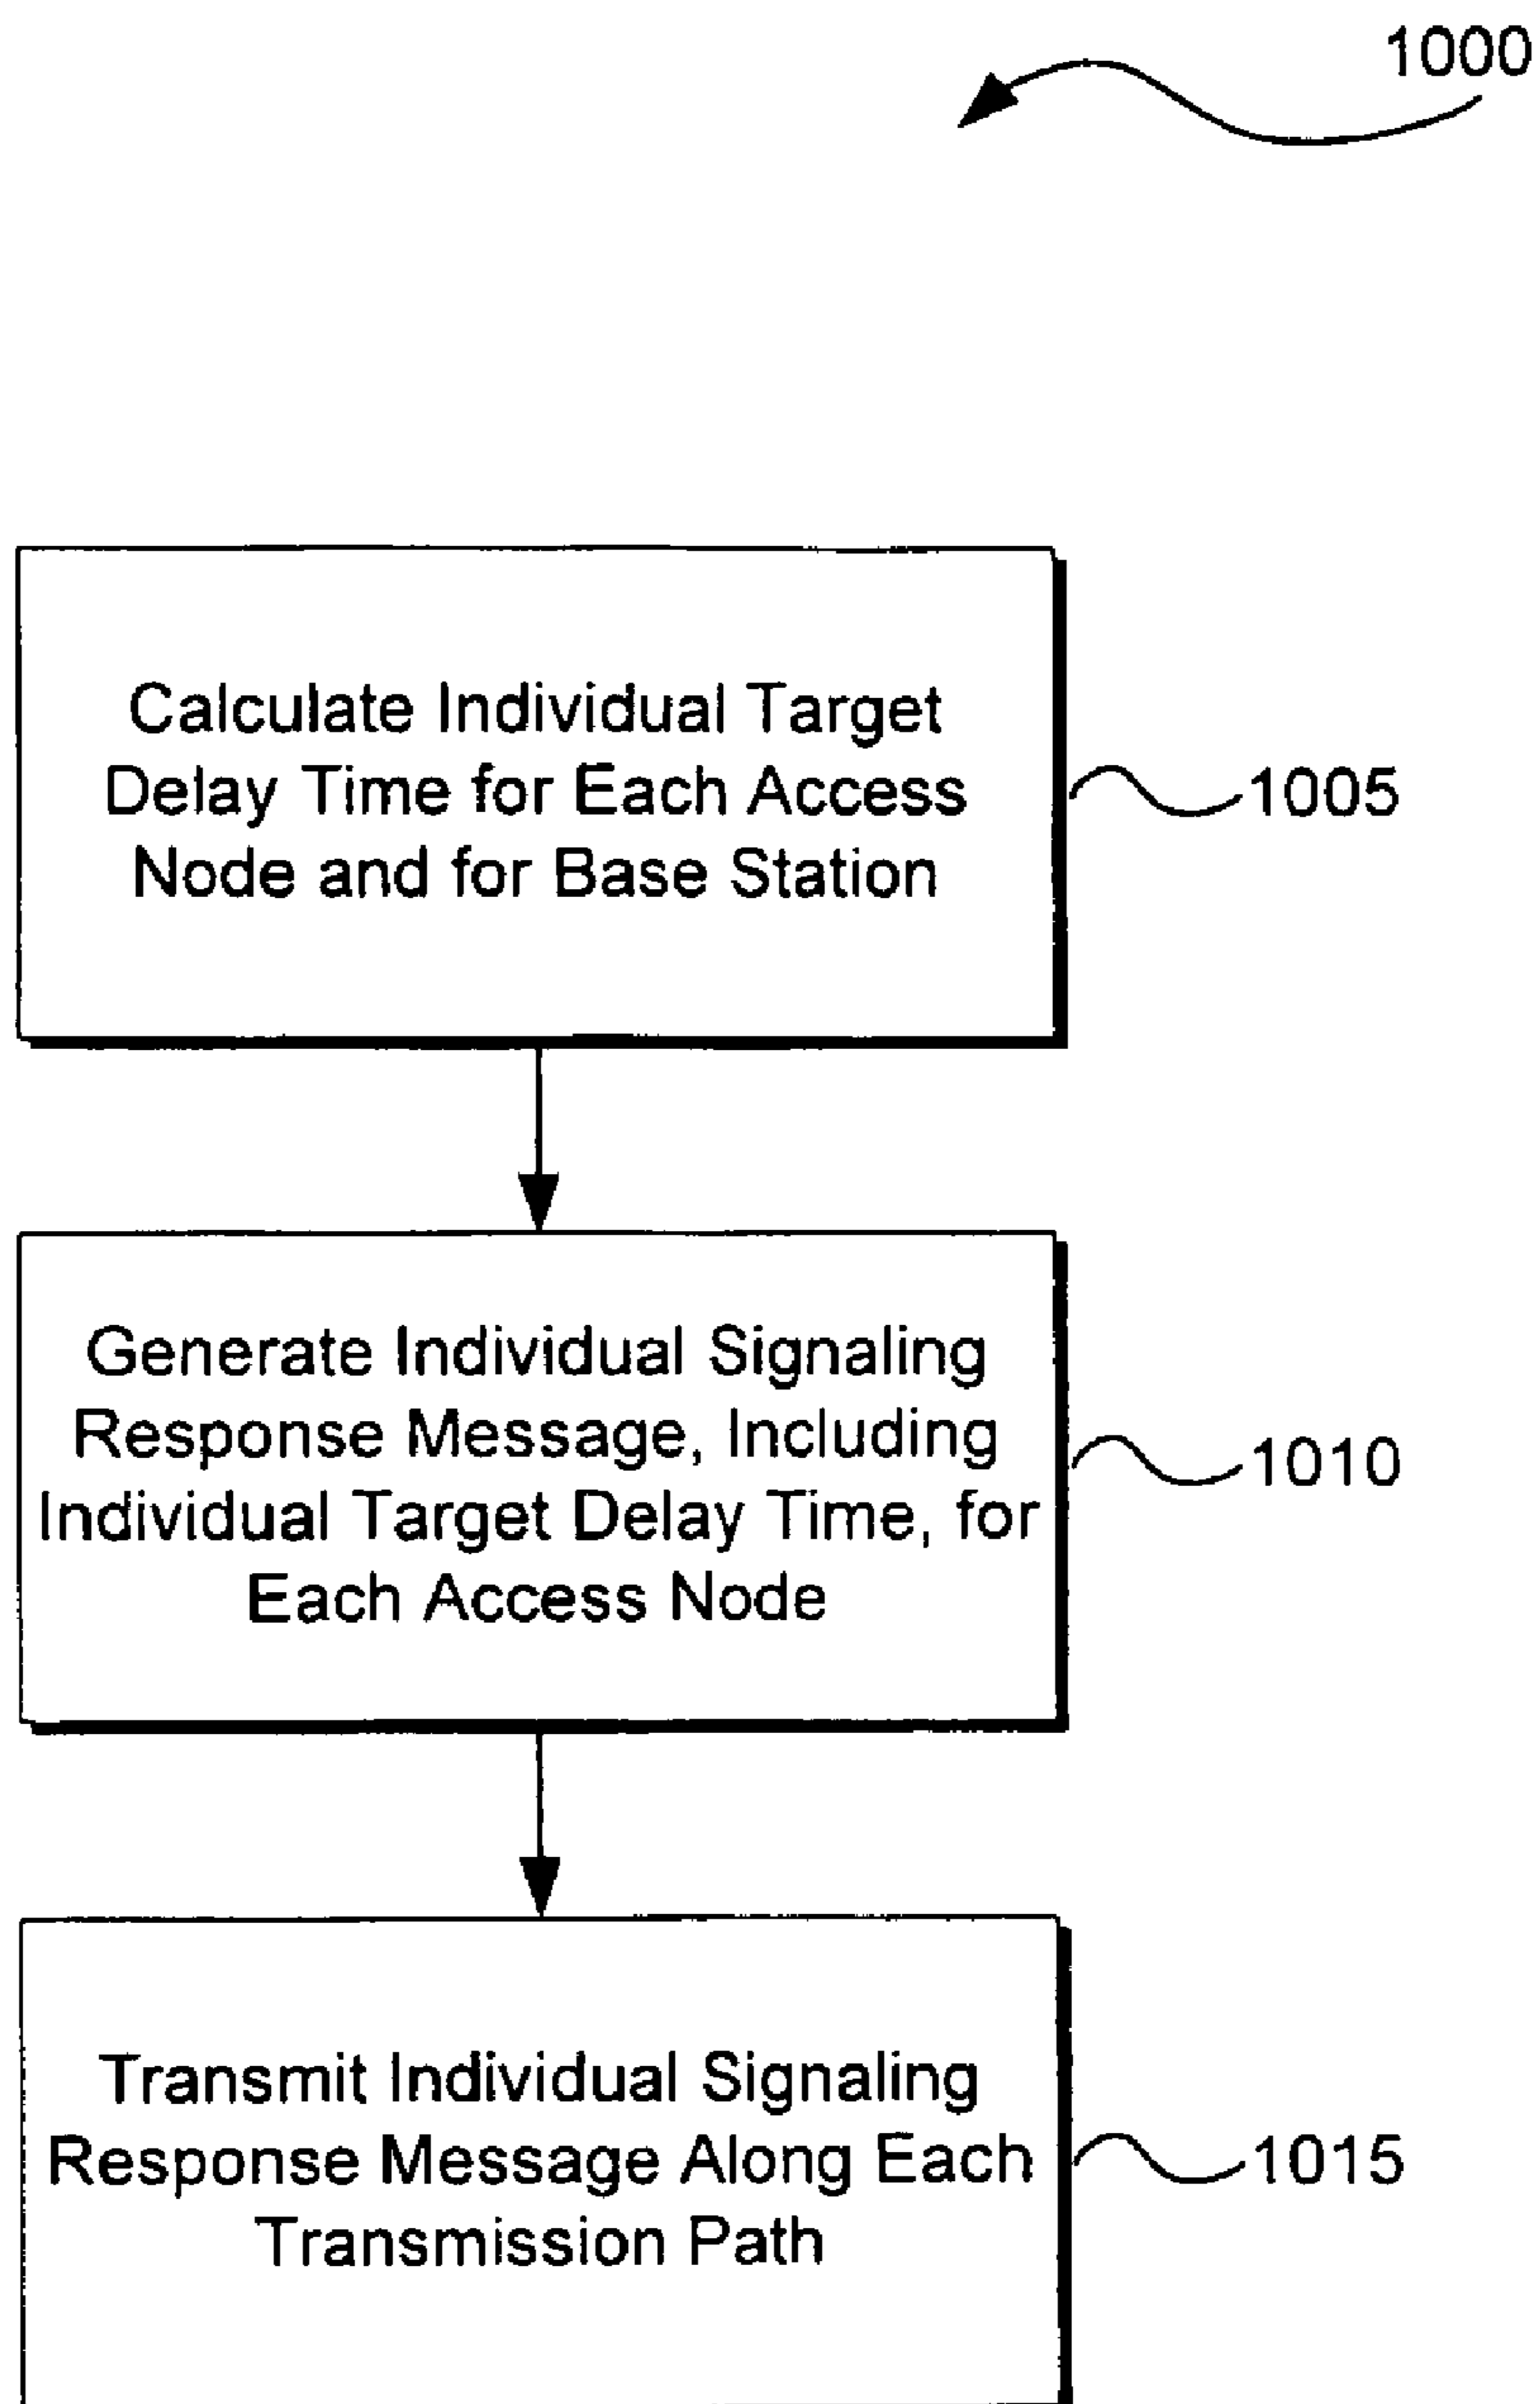 1000
Calculate Individual Target
Delay Time for Each Access
Node and for Base Station
1005
Generate Individual Signaling
Response Message, Including
Individual Target Delay Time, for
Each Access Node
1010
Transmit Individual Signaling
Response Message Along Each
Transmission Path
1015